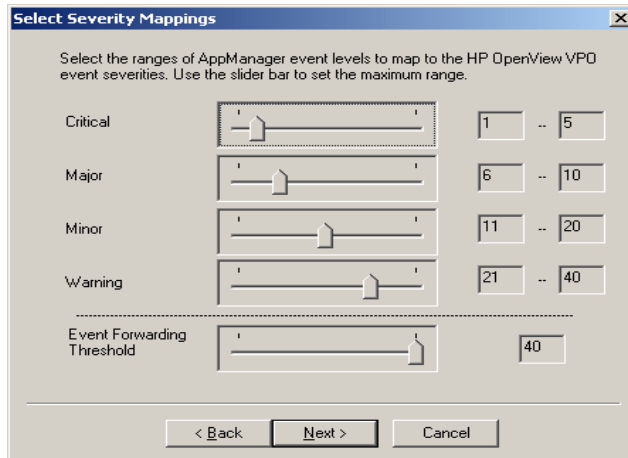 Select Severity Mappings
Select the ranges of AppManager event levels to map to the HP OpenView VPO
event severities. Use the slider bar to set the maximum range.
Critical 1 -- 5
Major 6 -- 10
Minor 11 -- 20
Warning 21 -- 40
Event Forwarding
Threshold 40
< Back Next > Cancel